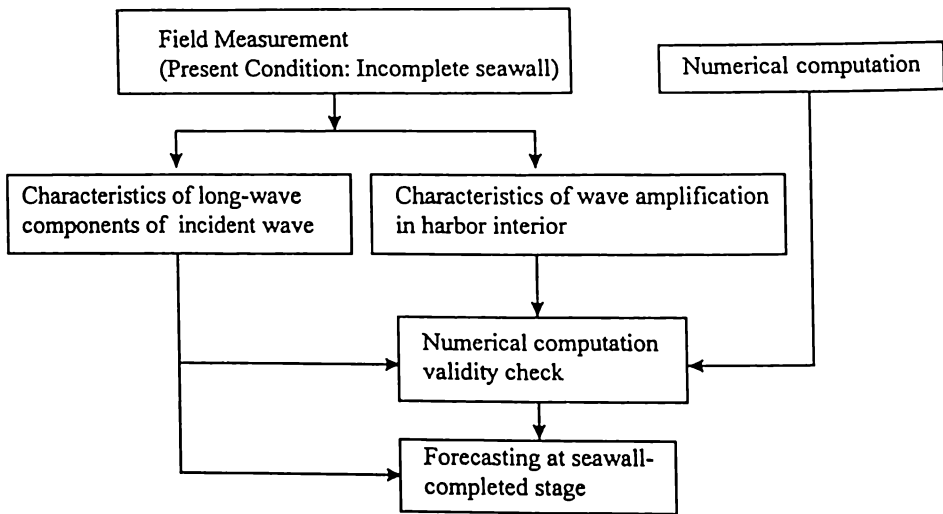 Field Measurement
(Present Condition: Incomplete seawall)
Numerical computation
Characteristics of long-wave
components of incident wave
Characteristics of wave amplification
in harbor interior
Numerical computation
validity check
Forecasting at seawall-
completed stage